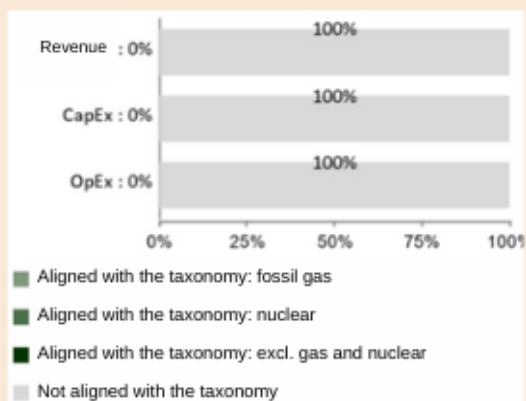 100%
Revenue : 0%
100%
CapEx : 0%
100%
OpEx : 0%
0% 25% 50% 75% 100%
Aligned with the taxonomy: fossil gas
Aligned with the taxonomy: nuclear
Aligned with the taxonomy: excl. gas and nuclear
Not aligned with the taxonomy